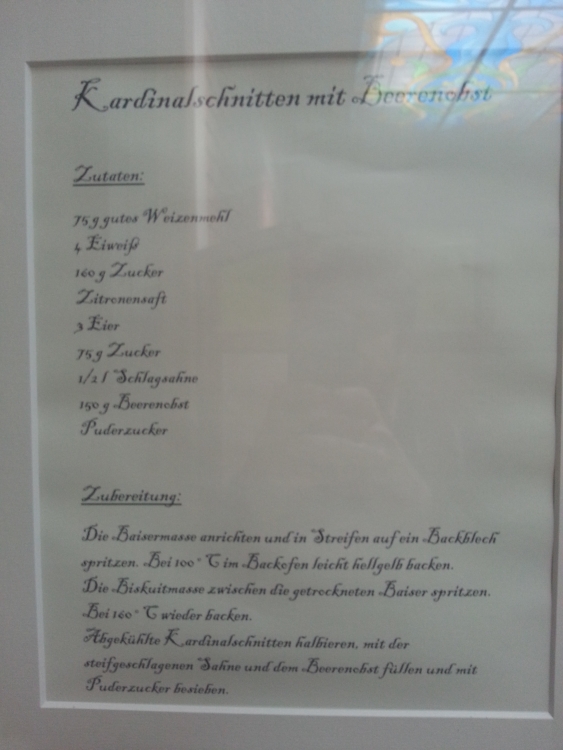 Kardinalschnitten mit Beerenobst
Zutaten:
75 g gutes Weizenmehl
4 Eiweiß
160 g Zucker
Zitronensaft
3 Eier
75 g Zucker
1/2 l Schlagsahne
150 g Beerenobst
Puderzucker
Zubereitung:
Die Baisermasse anrichten und in Streifen auf ein Backblech
spritzen. Bei 100 °C im Backofen leicht hellgelb backen.
Die Biskuitmasse zwischen die getrockneten Baiser spritzen.
Bei 160 °C wieder backen.
Abgekühlte Kardinalschnitten halbieren, mit der
steifgeschlagenen Sahne und dem Beerenobst füllen und mit
Puderzucker besieben.